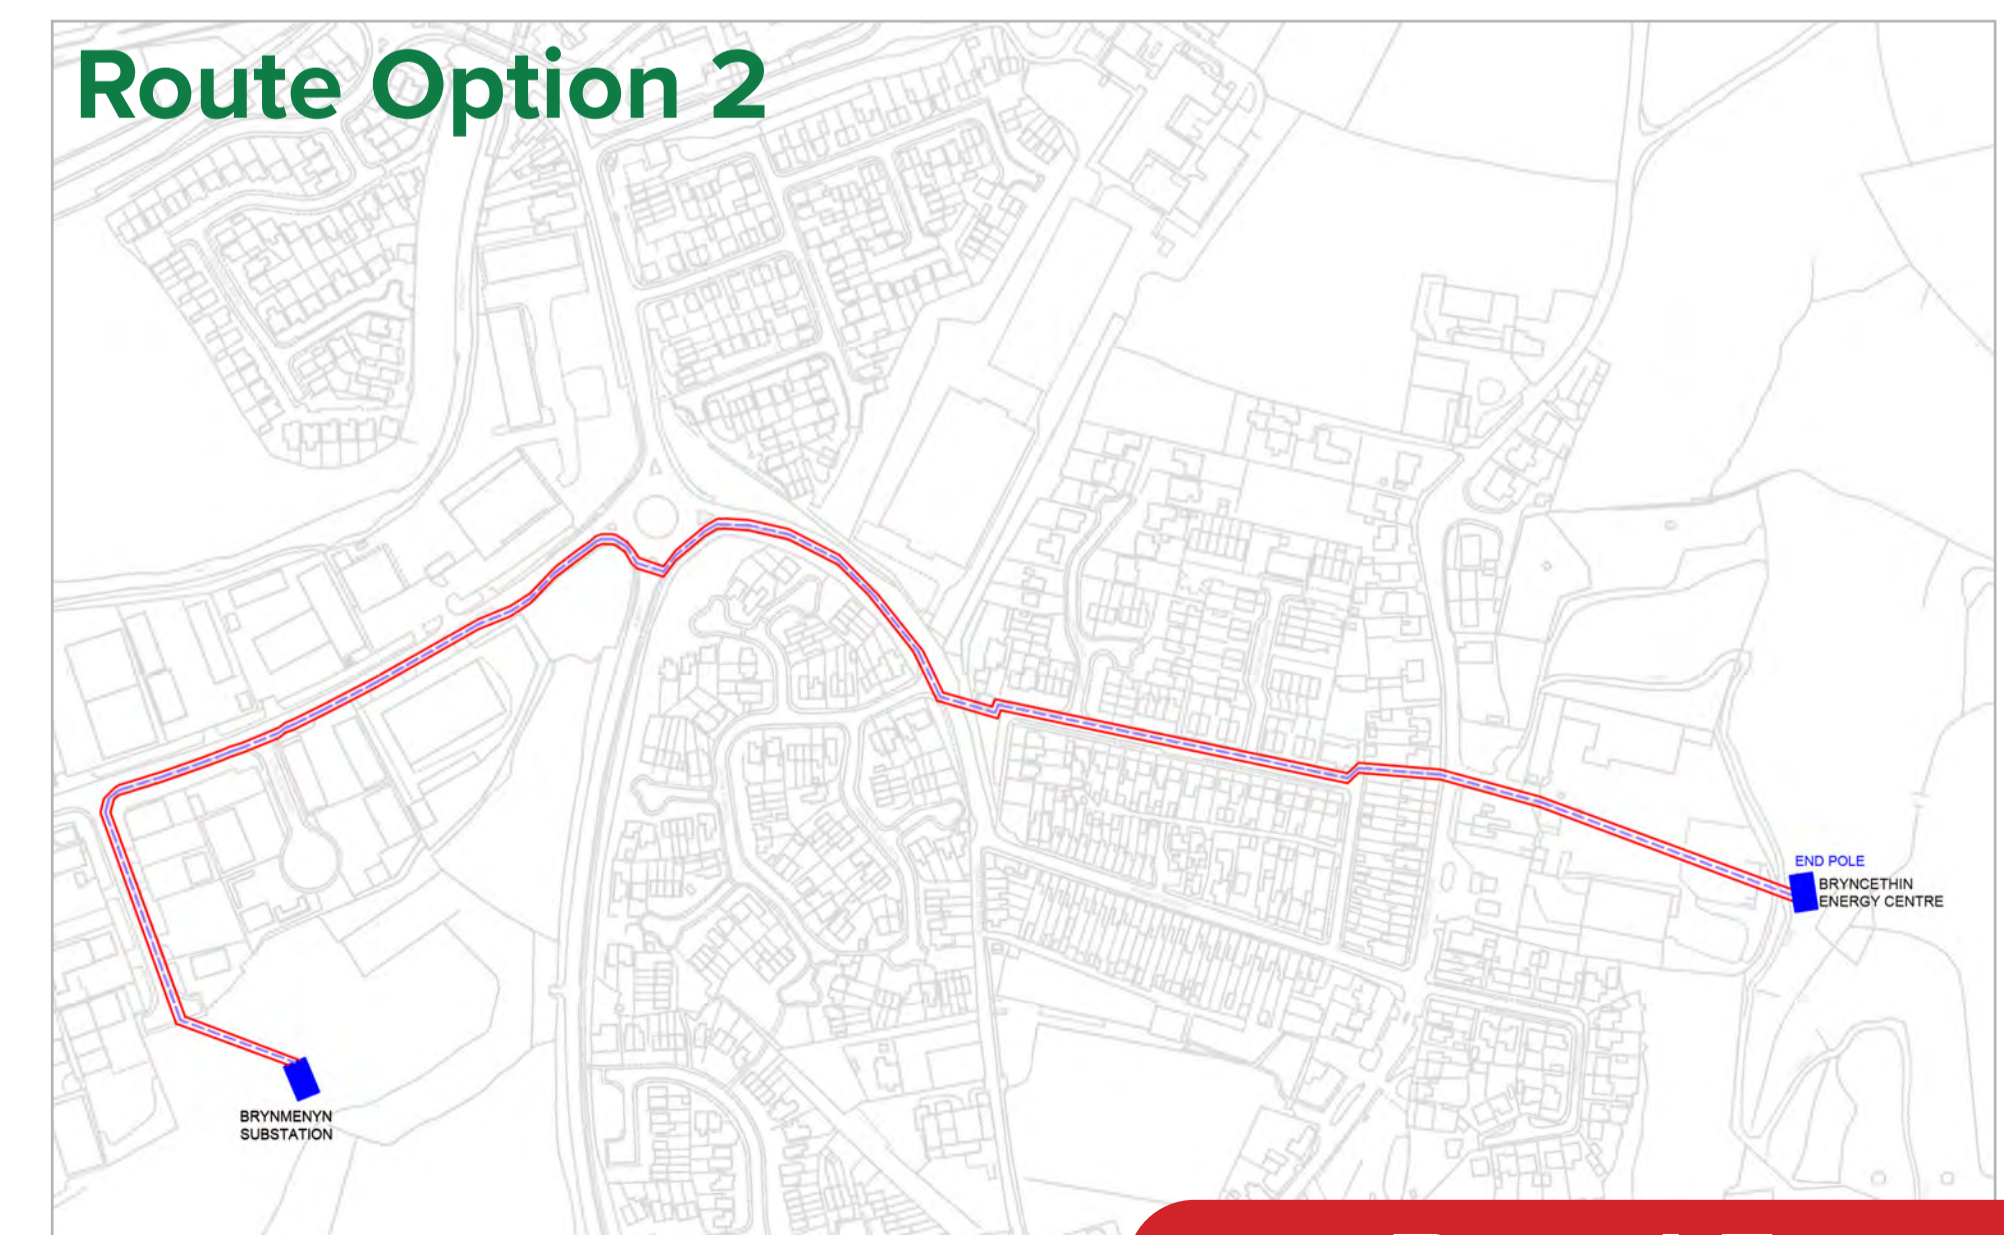 Route Option 2
END POLE
BRYNCETHIN
ENERGY CENTRE
BRYNMENYN
SUBSTATION